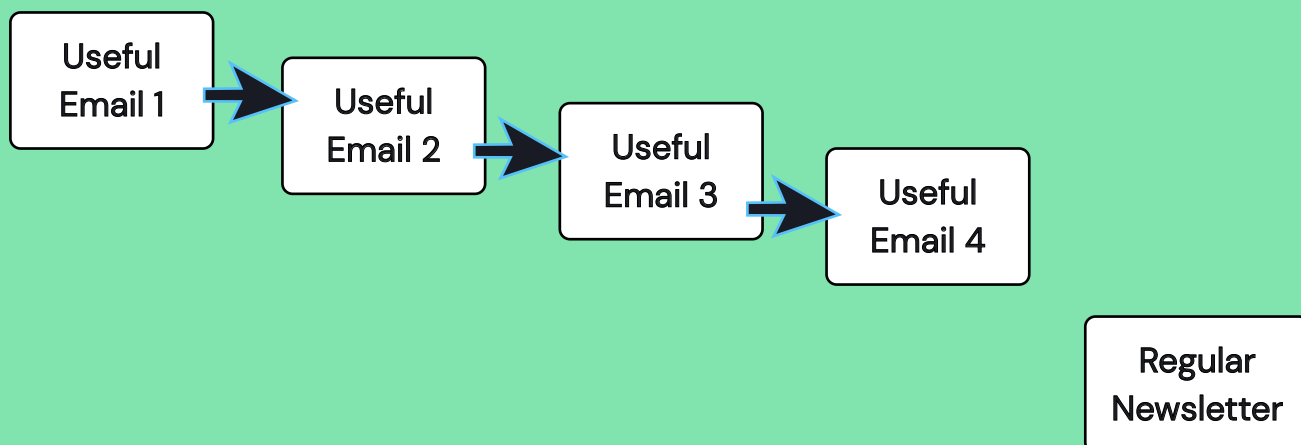 Useful
Email 1
Useful
Email 2
Useful
Email 3
Useful
Email 4
Regular
Newsletter